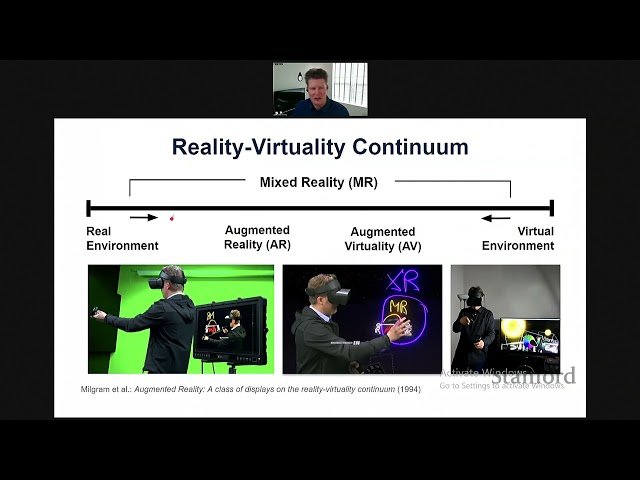 Reality-Virtuality Continuum
Mixed Reality (MR)
Real
Environment
Augmented
Reality (AR)
Augmented
Virtuality (AV)
Virtual
Environment
XR
MR
Milgram et al.: Augmented Reality: A class of displays on the reality-virtuality continuum (1994)
Stanford
Activate Windows
Go to Settings to activate Windows.